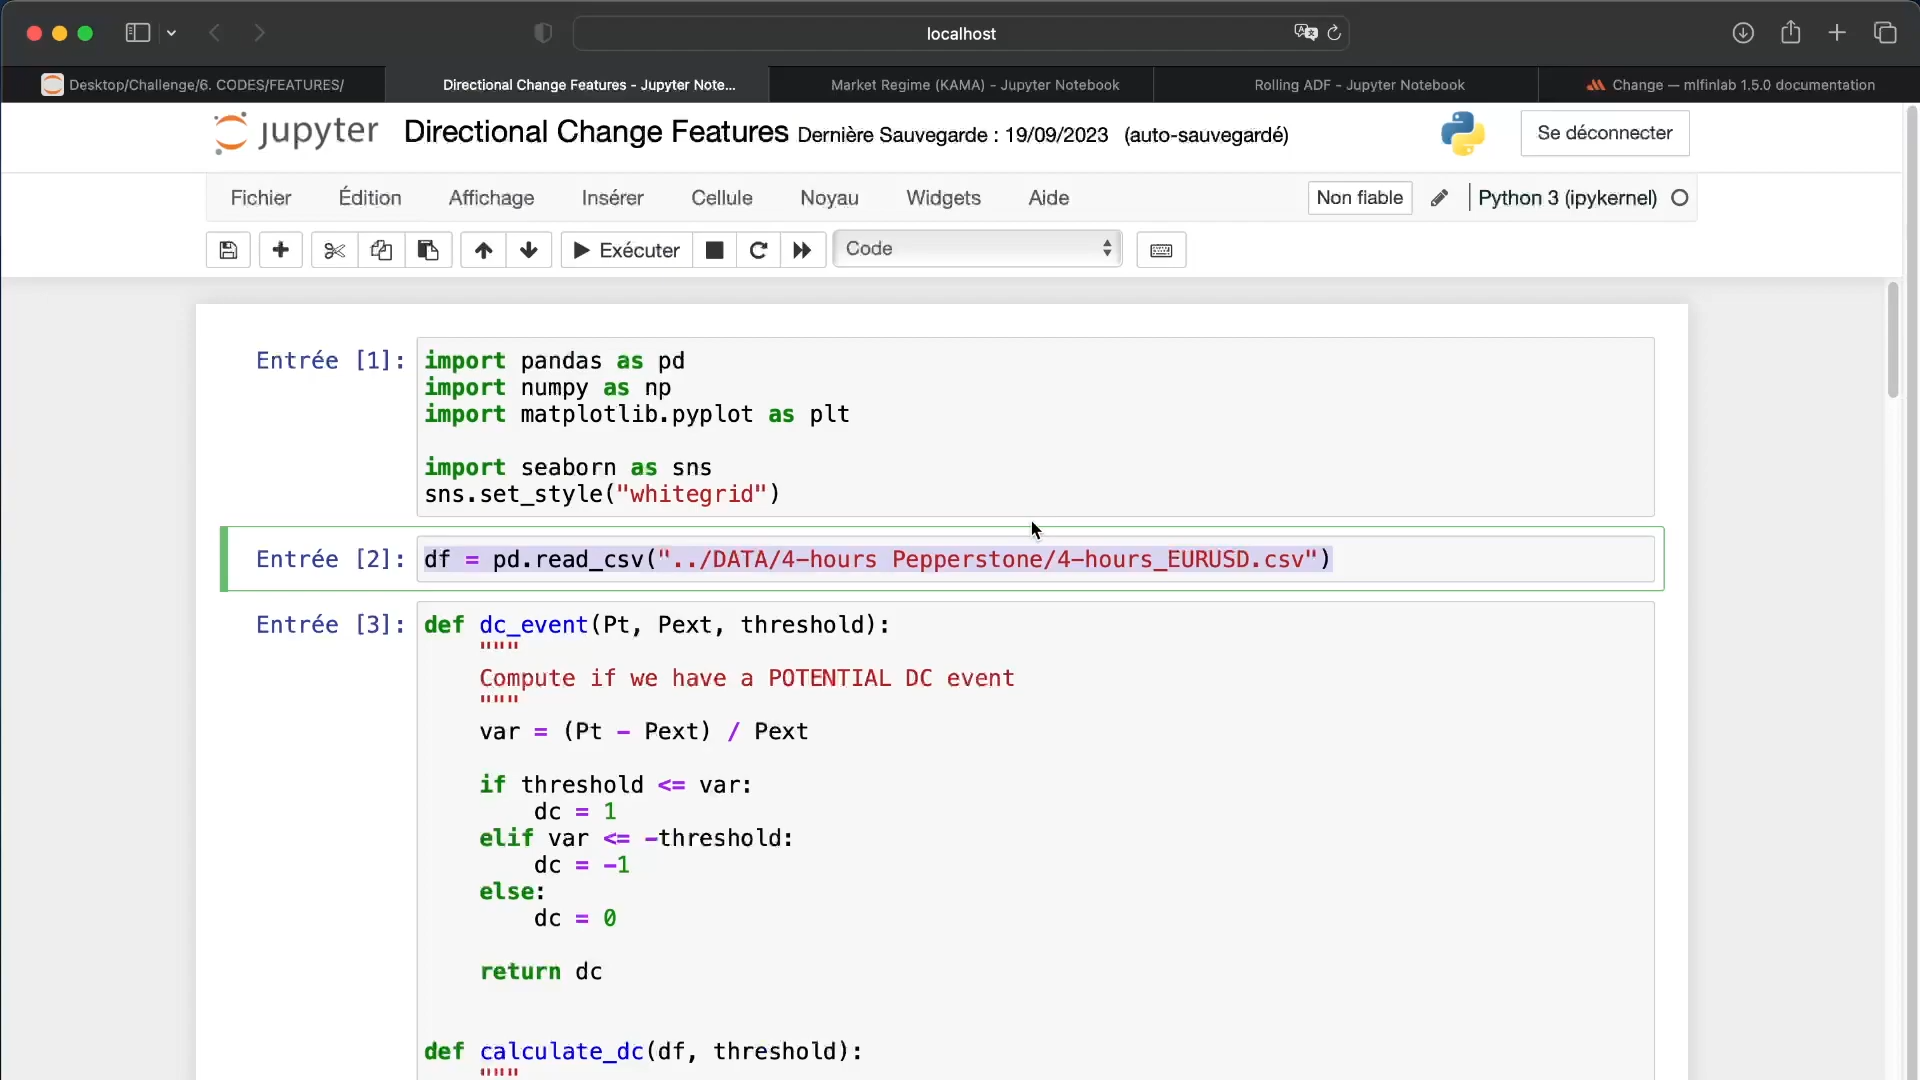 localhost
Desktop/Challenge/6. CODES/FEATURES/
Directional Change Features - Jupyter Note...
Market Regime (KAMA) - Jupyter Notebook
Rolling ADF - Jupyter Notebook
Change — mlfinlab 1.5.0 documentation
jupyter Directional Change Features Dernière Sauvegarde : 19/09/2023 (auto-sauvegardé)
Se déconnecter
Fichier Édition Affichage Insérer Cellule Noyau Widgets Aide
Non fiable
Python 3 (ipykernel)
Exécuter
Code
Entrée [1]:
import pandas as pd
import numpy as np
import matplotlib.pyplot as plt
import seaborn as sns
sns.set_style("whitegrid")
Entrée [2]:
df = pd.read_csv("../DATA/4-hours Pepperstone/4-hours_EURUSD.csv")
Entrée [3]:
def dc_event(Pt, Pext, threshold):
"""
Compute if we have a POTENTIAL DC event
"""
var = (Pt - Pext) / Pext
if threshold <= var:
dc = 1
elif var <= -threshold:
dc = -1
else:
dc = 0
return dc
def calculate_dc(df, threshold):
"""